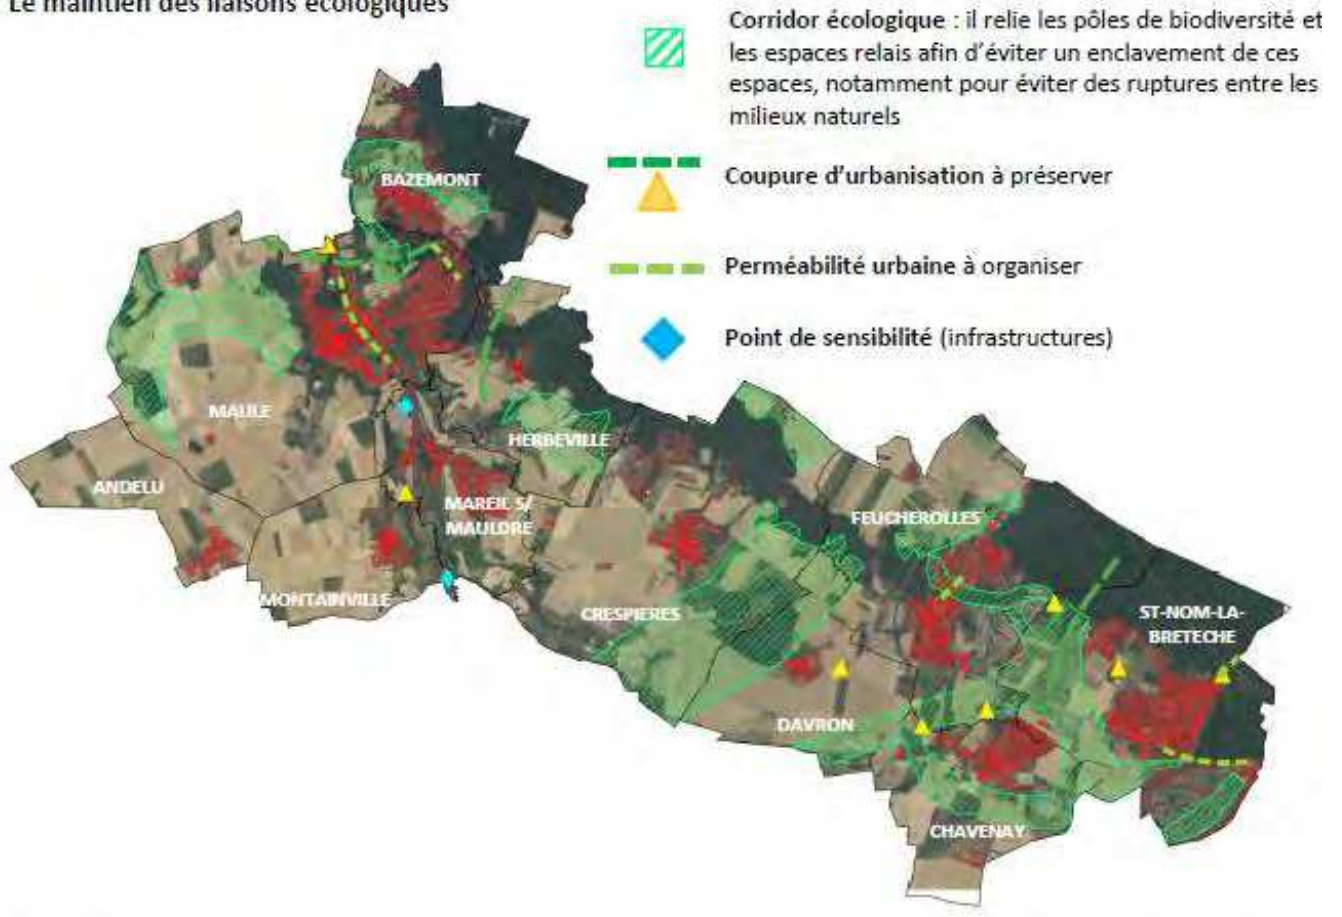 Le maintien des liaisons écologiques
Corridor écologique : il relie les pôles de biodiversité et
les espaces relais afin d'éviter un enclavement de ces
espaces, notamment pour éviter des ruptures entre les
milieux naturels
Coupure d'urbanisation à préserver
Perméabilité urbaine à organiser
Point de sensibilité (infrastructures)
BAZEMONT
MAULE
HERBEVILLE
ANDELU
MAREIL S/
MAULDRE
FEUCHEROLLES
MONTAINVILLE
CRESPIERES
ST-NOM-LA-
BRETECHE
DAVRON
CHAVENAY